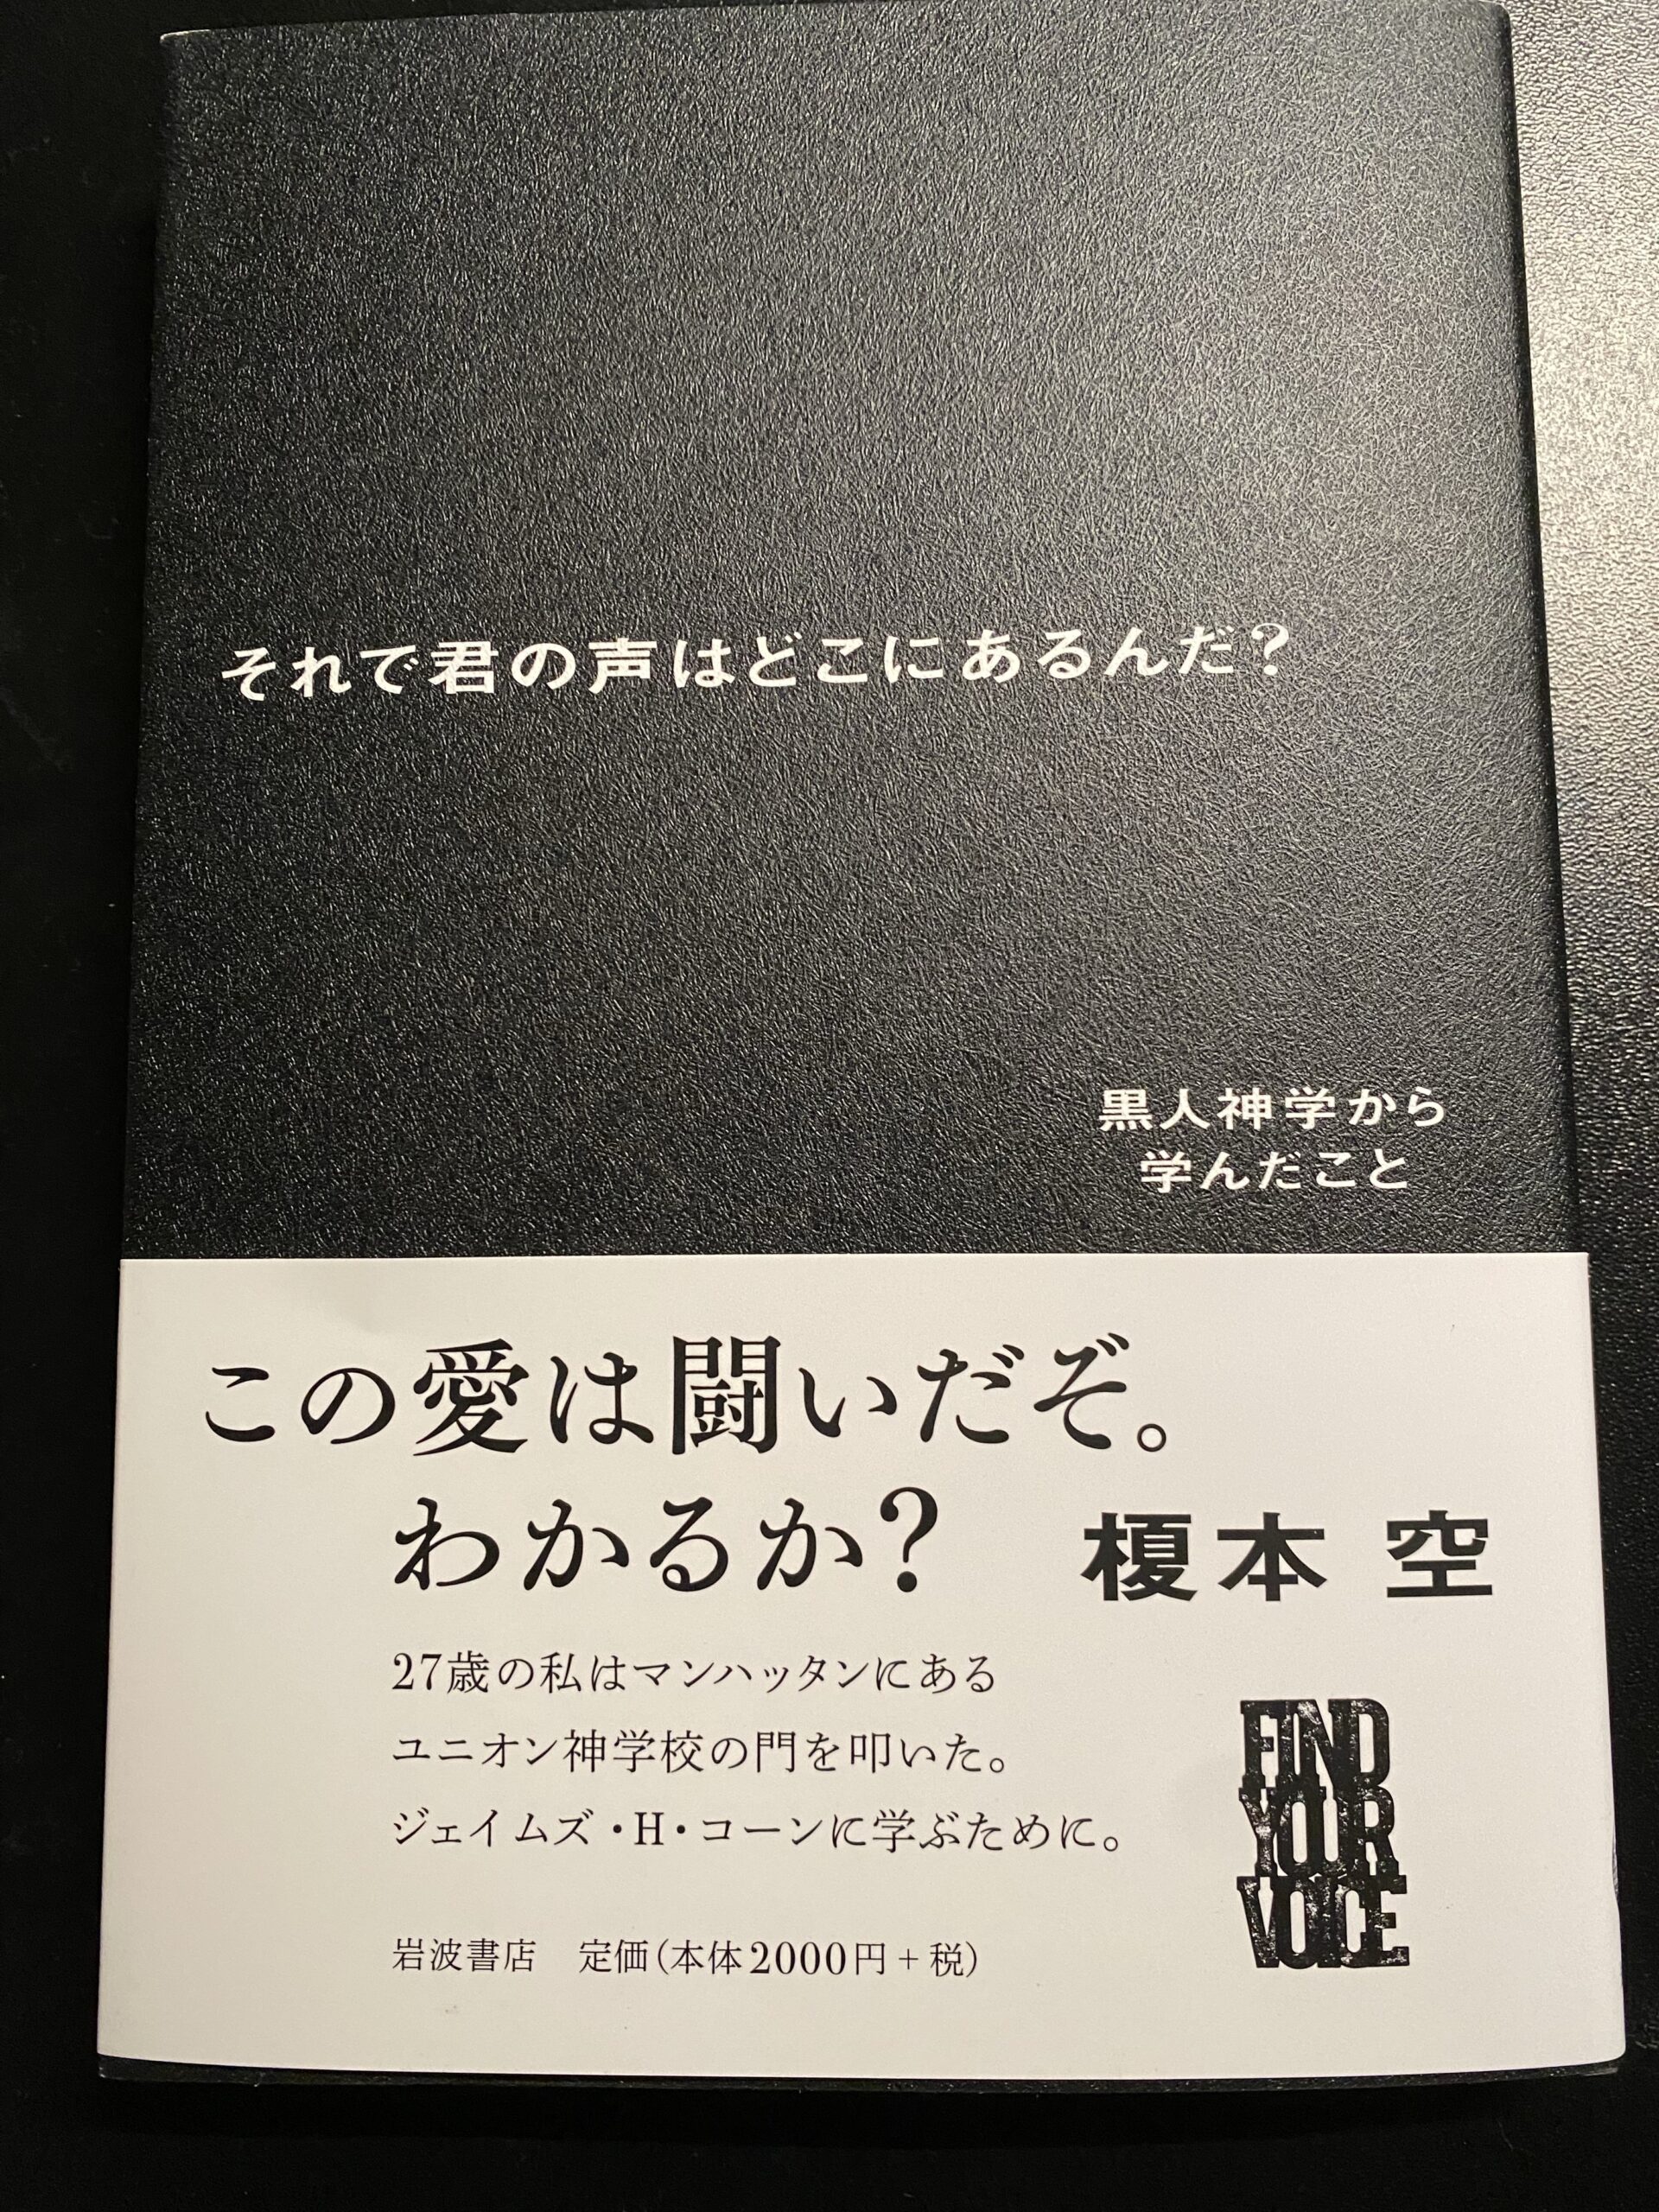 それで君の声はどこにあるんだ？
黒人神学から
学んだこと
この愛は闘いだぞ。
わかるか？
榎本 空
27歳の私はマンハッタンにある
ユニオン神学校の門を叩いた。
ジェイムズ・H・コーンに学ぶために。
FIND
YOUR
VOICE
岩波書店　定価（本体2000円＋税）